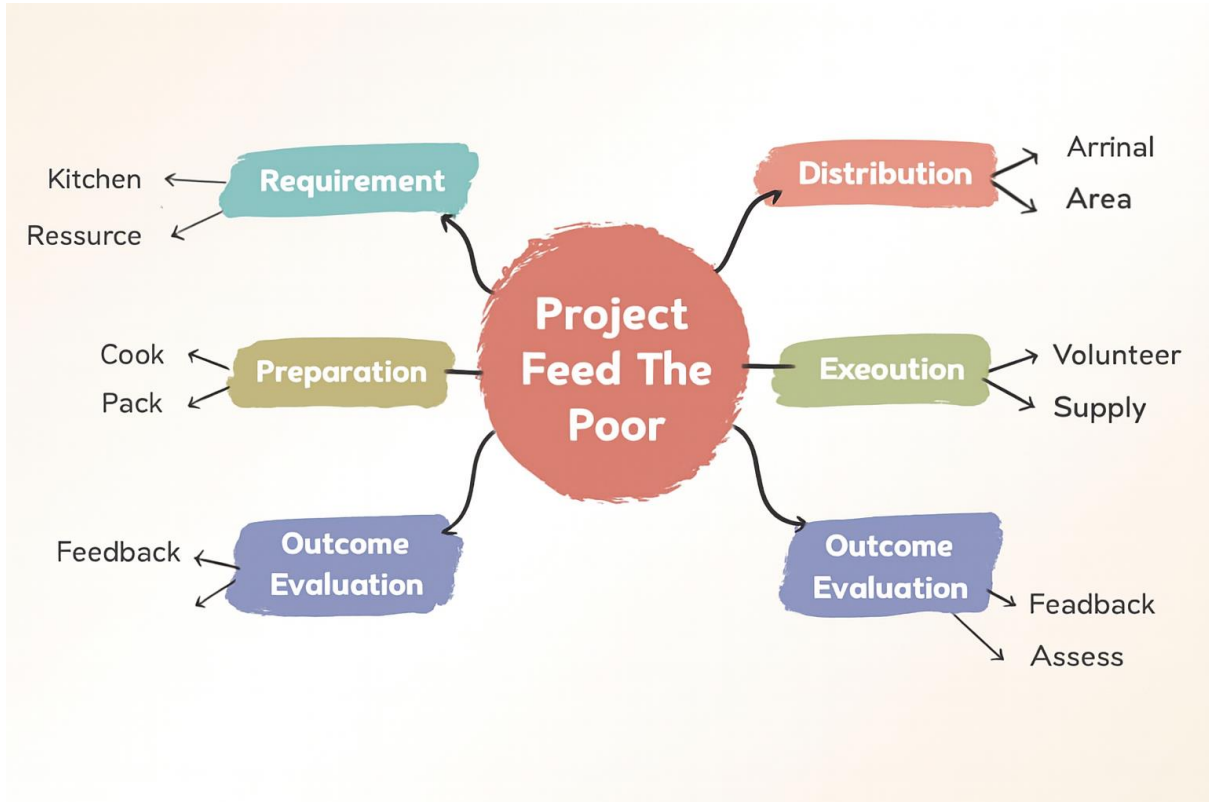 Project
Feed The
Poor
Requirement
Kitchen
Ressurce
Preparation
Cook
Pack
Outcome
Evaluation
Feedback
Distribution
Arrinal
Area
Exeoution
Volunteer
Supply
Outcome
Evaluation
Feadback
Assess